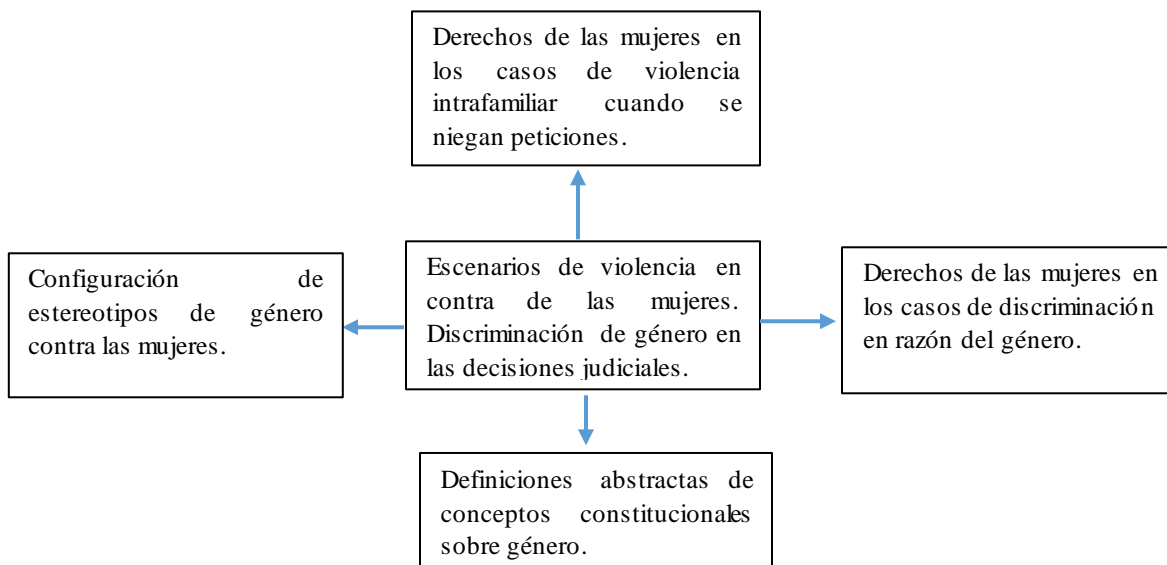 Derechos de las mujeres en
los casos de violencia
intrafamiliar cuando se
niegan peticiones.
Configuración de
estereotipos de género
contra las mujeres.
Escenarios de violencia en
contra de las mujeres.
Discriminación de género en
las decisiones judiciales.
Derechos de las mujeres en
los casos de discriminación
en razón del género.
Definiciones abstractas de
conceptos constitucionales
sobre género.